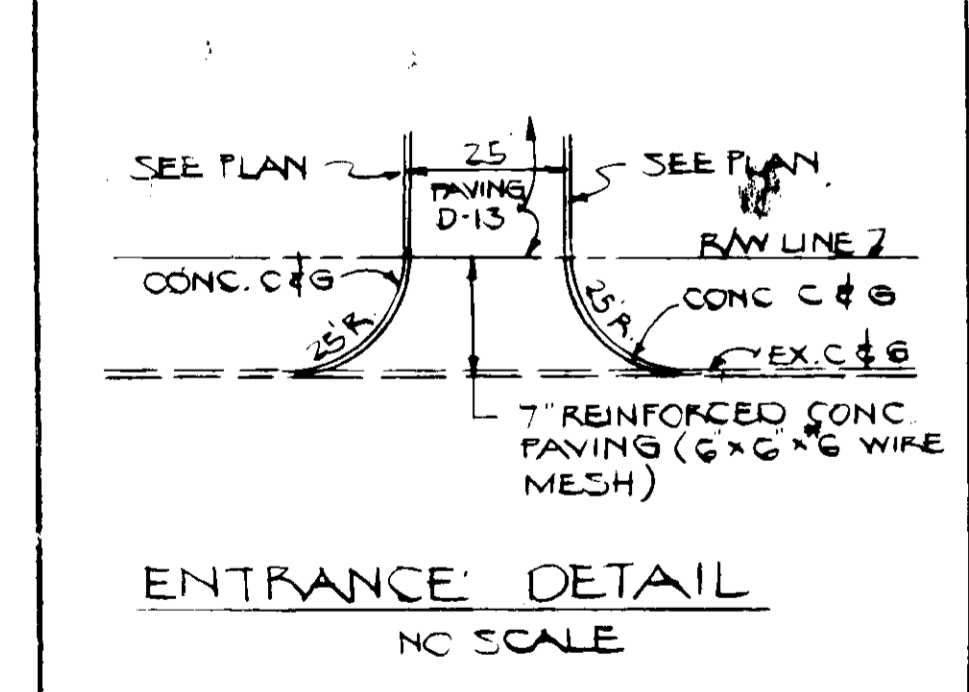 SEE PLAN
25
SEE PLAN
PAVING
D-13
R/W LINE
CONC. C & G
25'R.
25'R.
CONC C & G
EX. C & G
7" REINFORCED CONC.
PAVING (6"x6"x#6 WIRE
MESH)
ENTRANCE DETAIL
NO SCALE